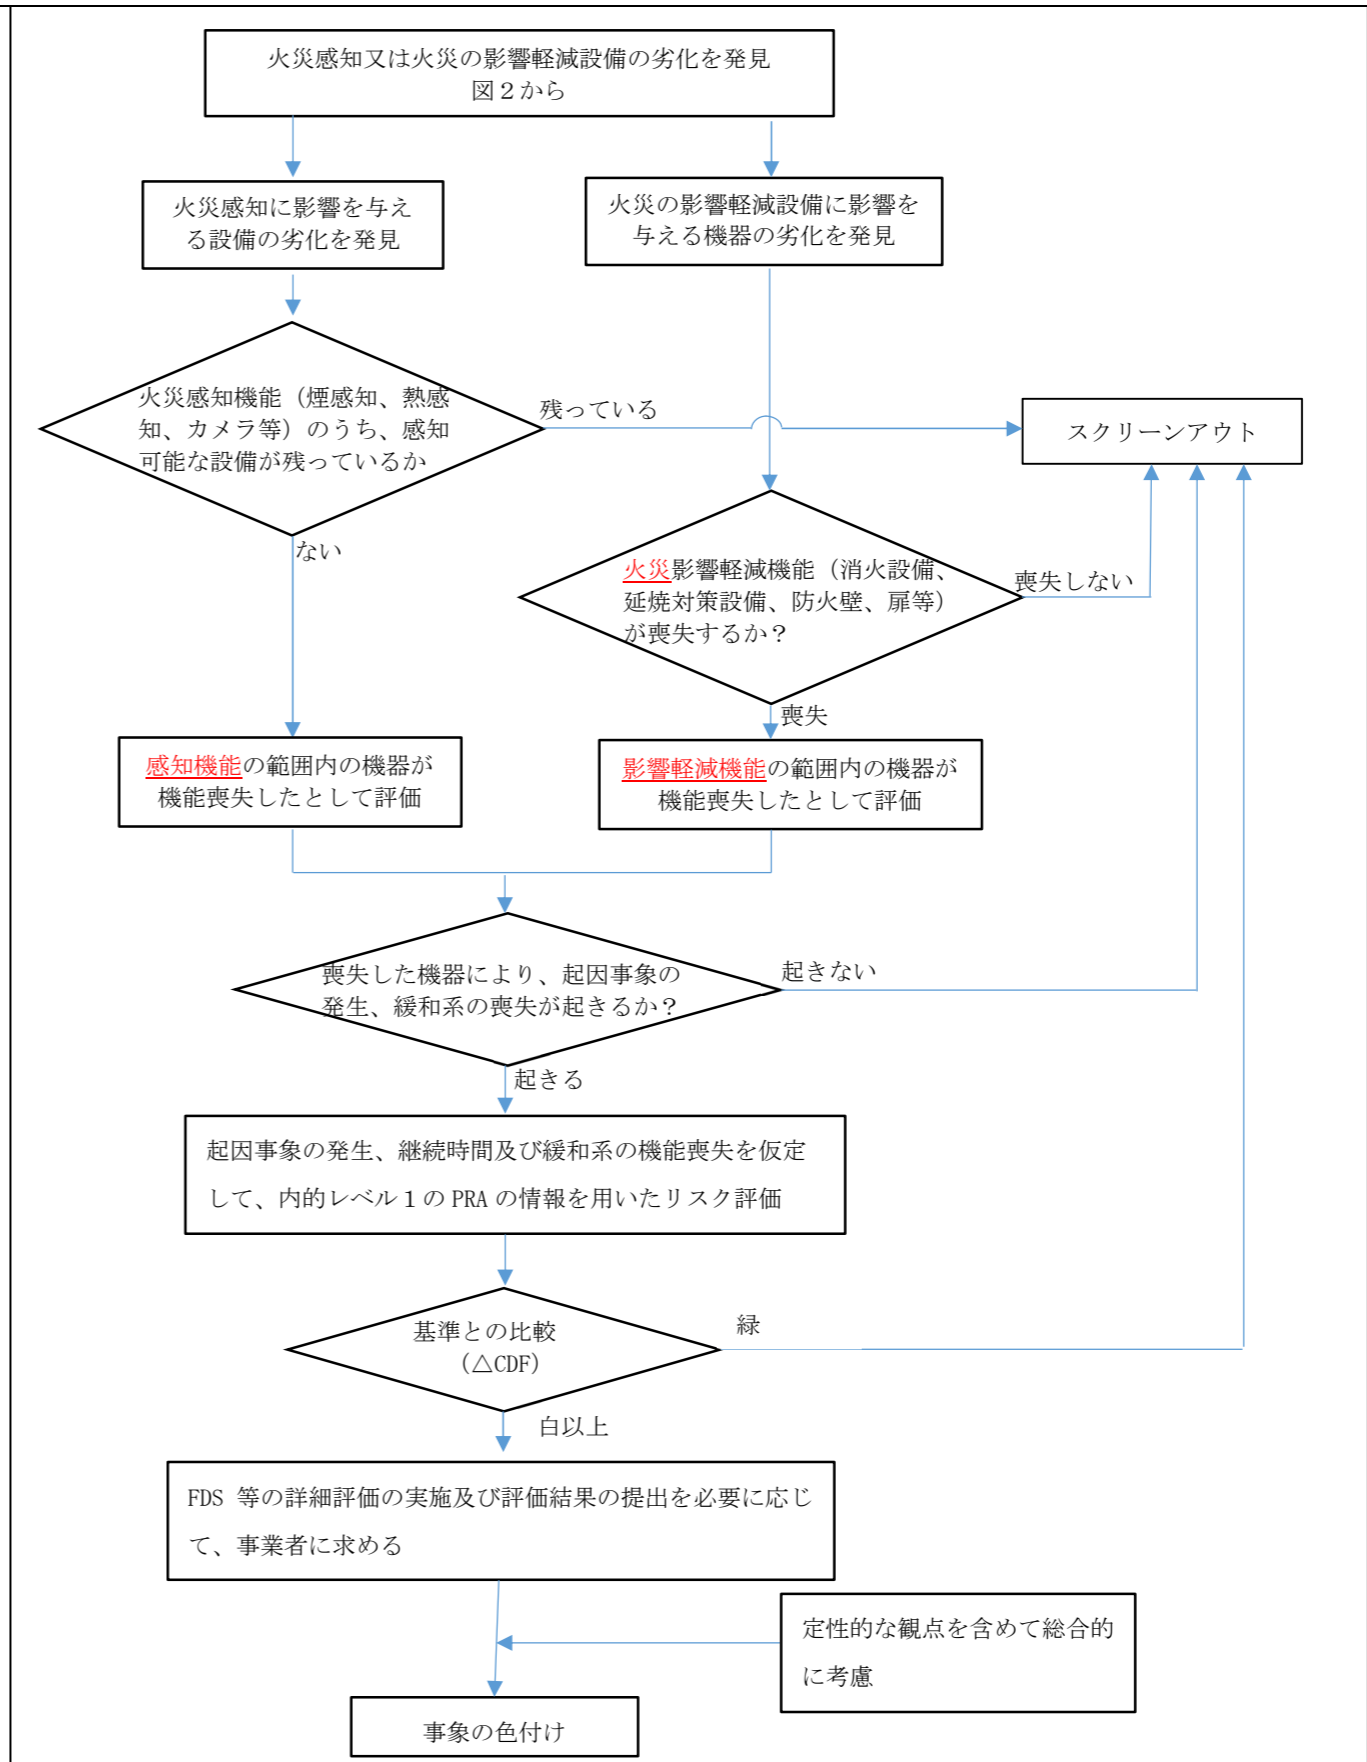 火災感知又は火災の影響軽減設備の劣化を発見
図２から
火災感知に影響を与え
る設備の劣化を発見
火災の影響軽減設備に影響を
与える機器の劣化を発見
火災感知機能（煙感知、熱感
知、カメラ等）のうち、感知
可能な設備が残っているか
残っている
スクリーンアウト
ない
火災影響軽減機能（消火設備、
延焼対策設備、防火壁、扉等）
が喪失するか？
喪失しない
喪失
感知機能の範囲内の機器が
機能喪失したとして評価
影響軽減機能の範囲内の機器が
機能喪失したとして評価
喪失した機器により、起因事象の
発生、緩和系の喪失が起きるか？
起きない
起きる
起因事象の発生、継続時間及び緩和系の機能喪失を仮定
して、内的レベル１の PRA の情報を用いたリスク評価
基準との比較
（△CDF）
緑
白以上
FDS 等の詳細評価の実施及び評価結果の提出を必要に応じ
て、事業者に求める
定性的な観点を含めて総合的
に考慮
事象の色付け